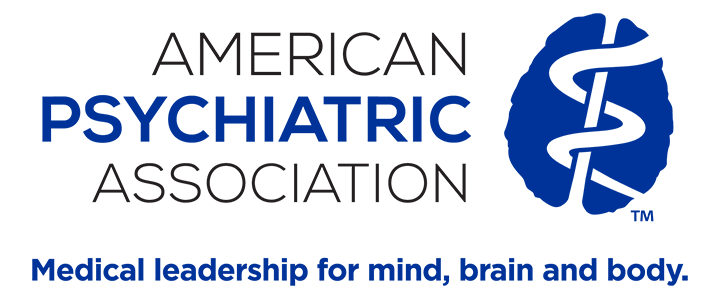 AMERICAN
PSYCHIATRIC
ASSOCIATION
TM
Medical leadership for mind, brain and body.